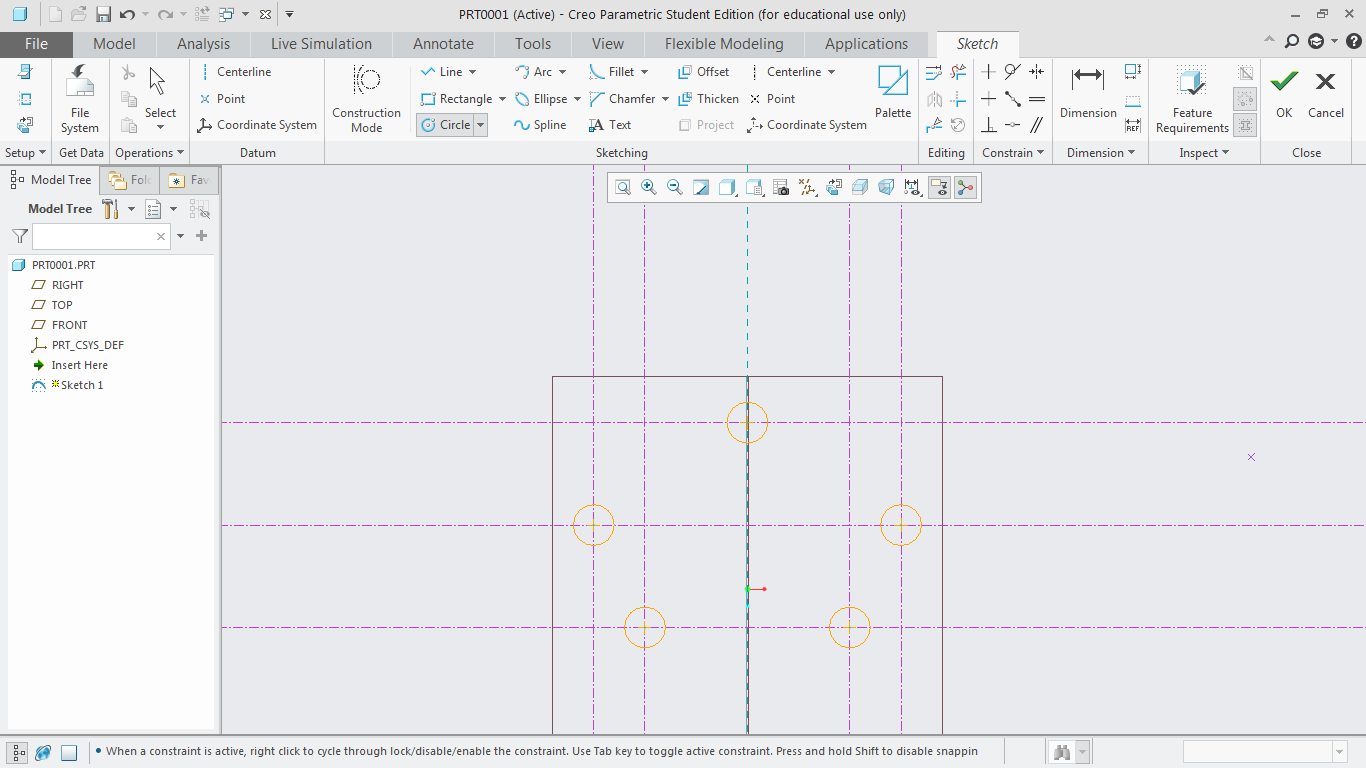 PRT0001 (Active) - Creo Parametric Student Edition (for educational use only)
File Model Analysis Live Simulation Annotate Tools View Flexible Modeling Applications Sketch
Centerline
Point
Coordinate System
File System
Select
Construction Mode
Line Arc Fillet Offset Centerline
Rectangle Ellipse Chamfer Thicken Point
Circle Spline Text Project Coordinate System
Palette
Dimension
REF
Feature Requirements
OK
Cancel
Setup Get Data Operations Datum Sketching Editing Constrain Dimension Inspect Close
Model Tree Fol Fav
Model Tree
PRT0001.PRT
RIGHT
TOP
FRONT
PRT_CSYS_DEF
Insert Here
Sketch 1
When a constraint is active, right click to cycle through lock/disable/enable the constraint. Use Tab key to toggle active constraint. Press and hold Shift to disable snappin